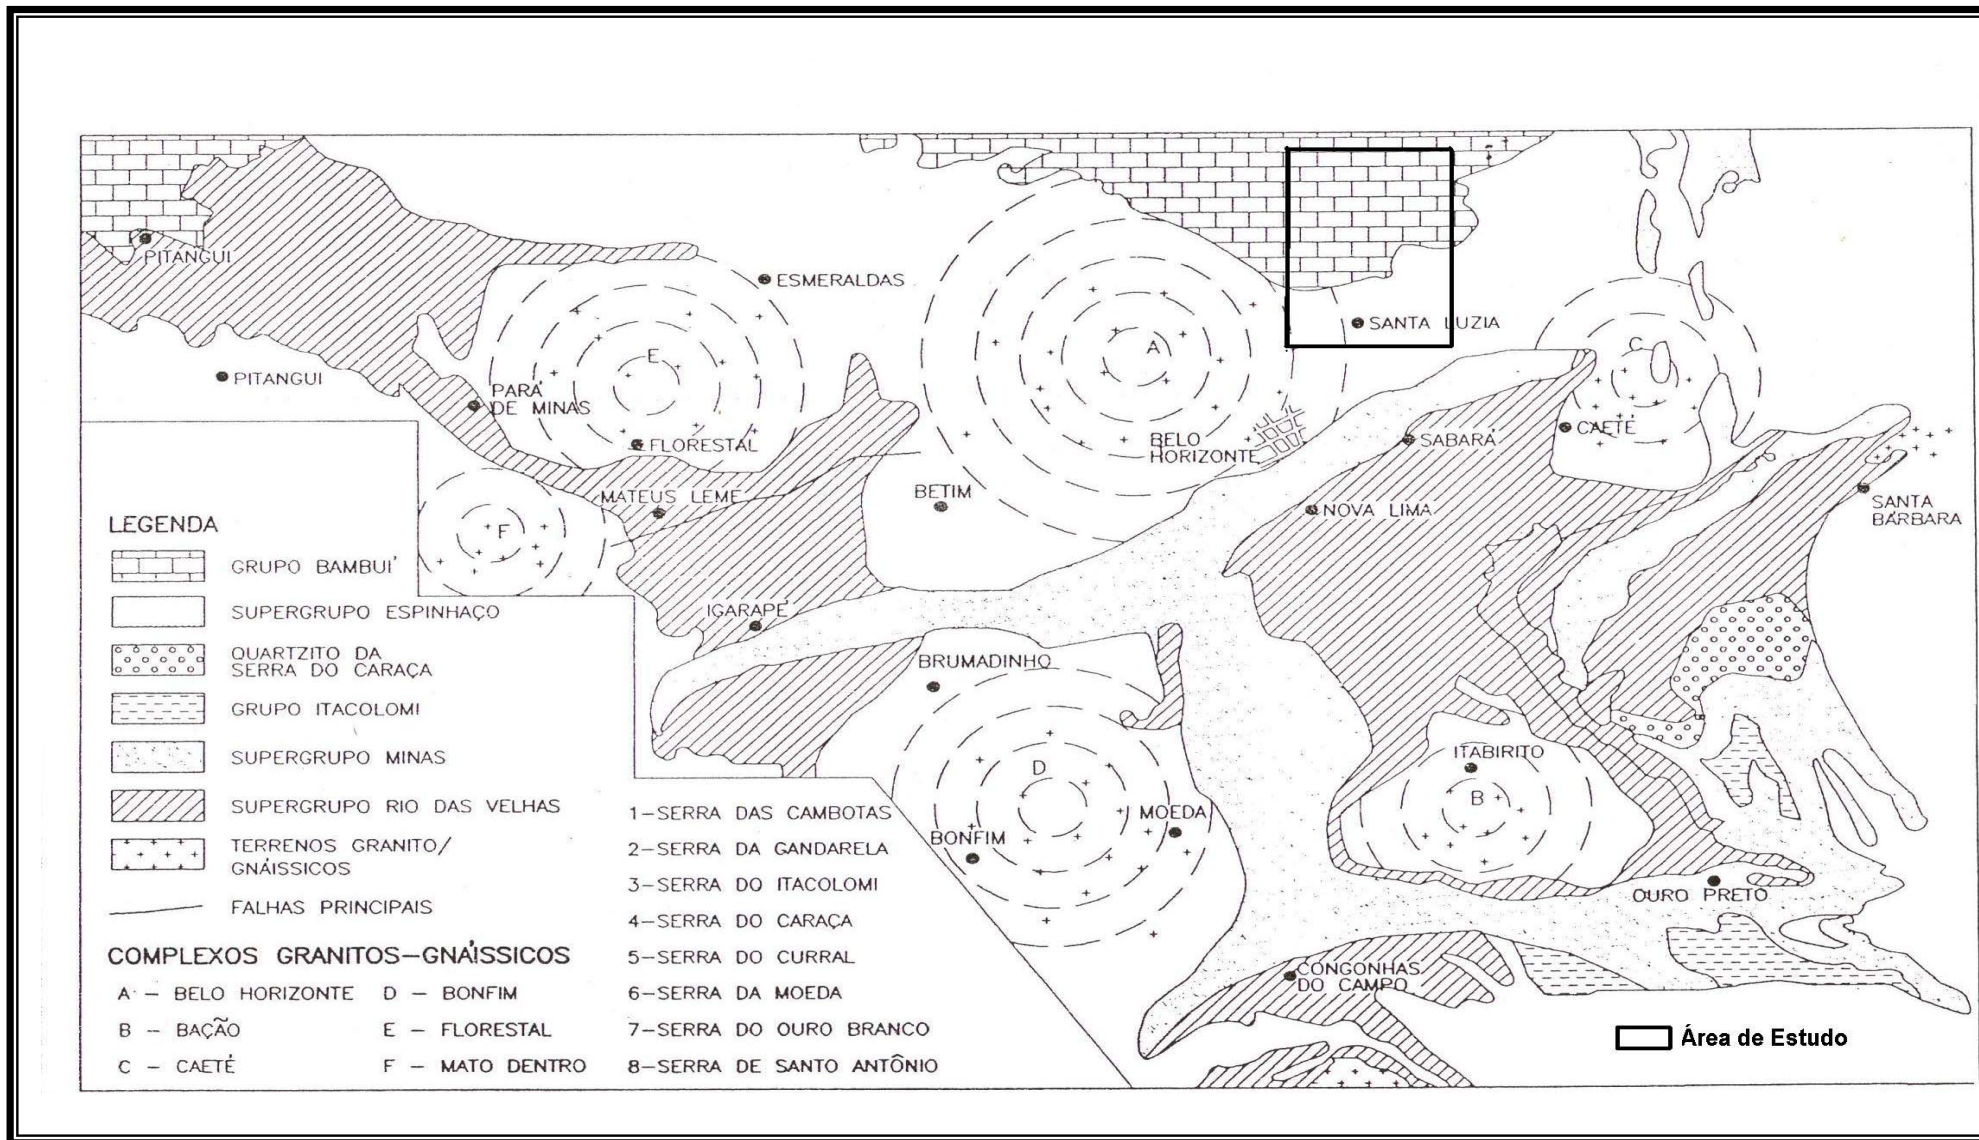 PITANGUI
ESMERALDAS
SANTA LUZIA
E
A
C
PITANGUI
PARÁ
DE MINAS
FLORESTAL
BELO
HORIZONTE
SABARÁ
CAETÉ
MATEUS LEME
BETIM
NOVA LIMA
SANTA
BÁRBARA
F
IGARAPÉ
BRUMADINHO
ITABIRITO
D
B
MOEDA
BONFIM
OURO PRETO
CONGONHAS
DO CAMPO
LEGENDA
GRUPO BAMBUÍ
SUPERGRUPO ESPINHAÇO
QUARTZITO DA
SERRA DO CARAÇA
GRUPO ITACOLOMI
SUPERGRUPO MINAS
SUPERGRUPO RIO DAS VELHAS
TERRENOS GRANITO/
GNÁISSICOS
FALHAS PRINCIPAIS
COMPLEXOS GRANITOS-GNÁISSICOS
A - BELO HORIZONTE D - BONFIM
B - BAÇÃO E - FLORESTAL
C - CAETÉ F - MATO DENTRO
1-SERRA DAS CAMBOTAS
2-SERRA DA GANDARELA
3-SERRA DO ITACOLOMI
4-SERRA DO CARAÇA
5-SERRA DO CURRAL
6-SERRA DA MOEDA
7-SERRA DO OURO BRANCO
8-SERRA DE SANTO ANTÔNIO
Área de Estudo